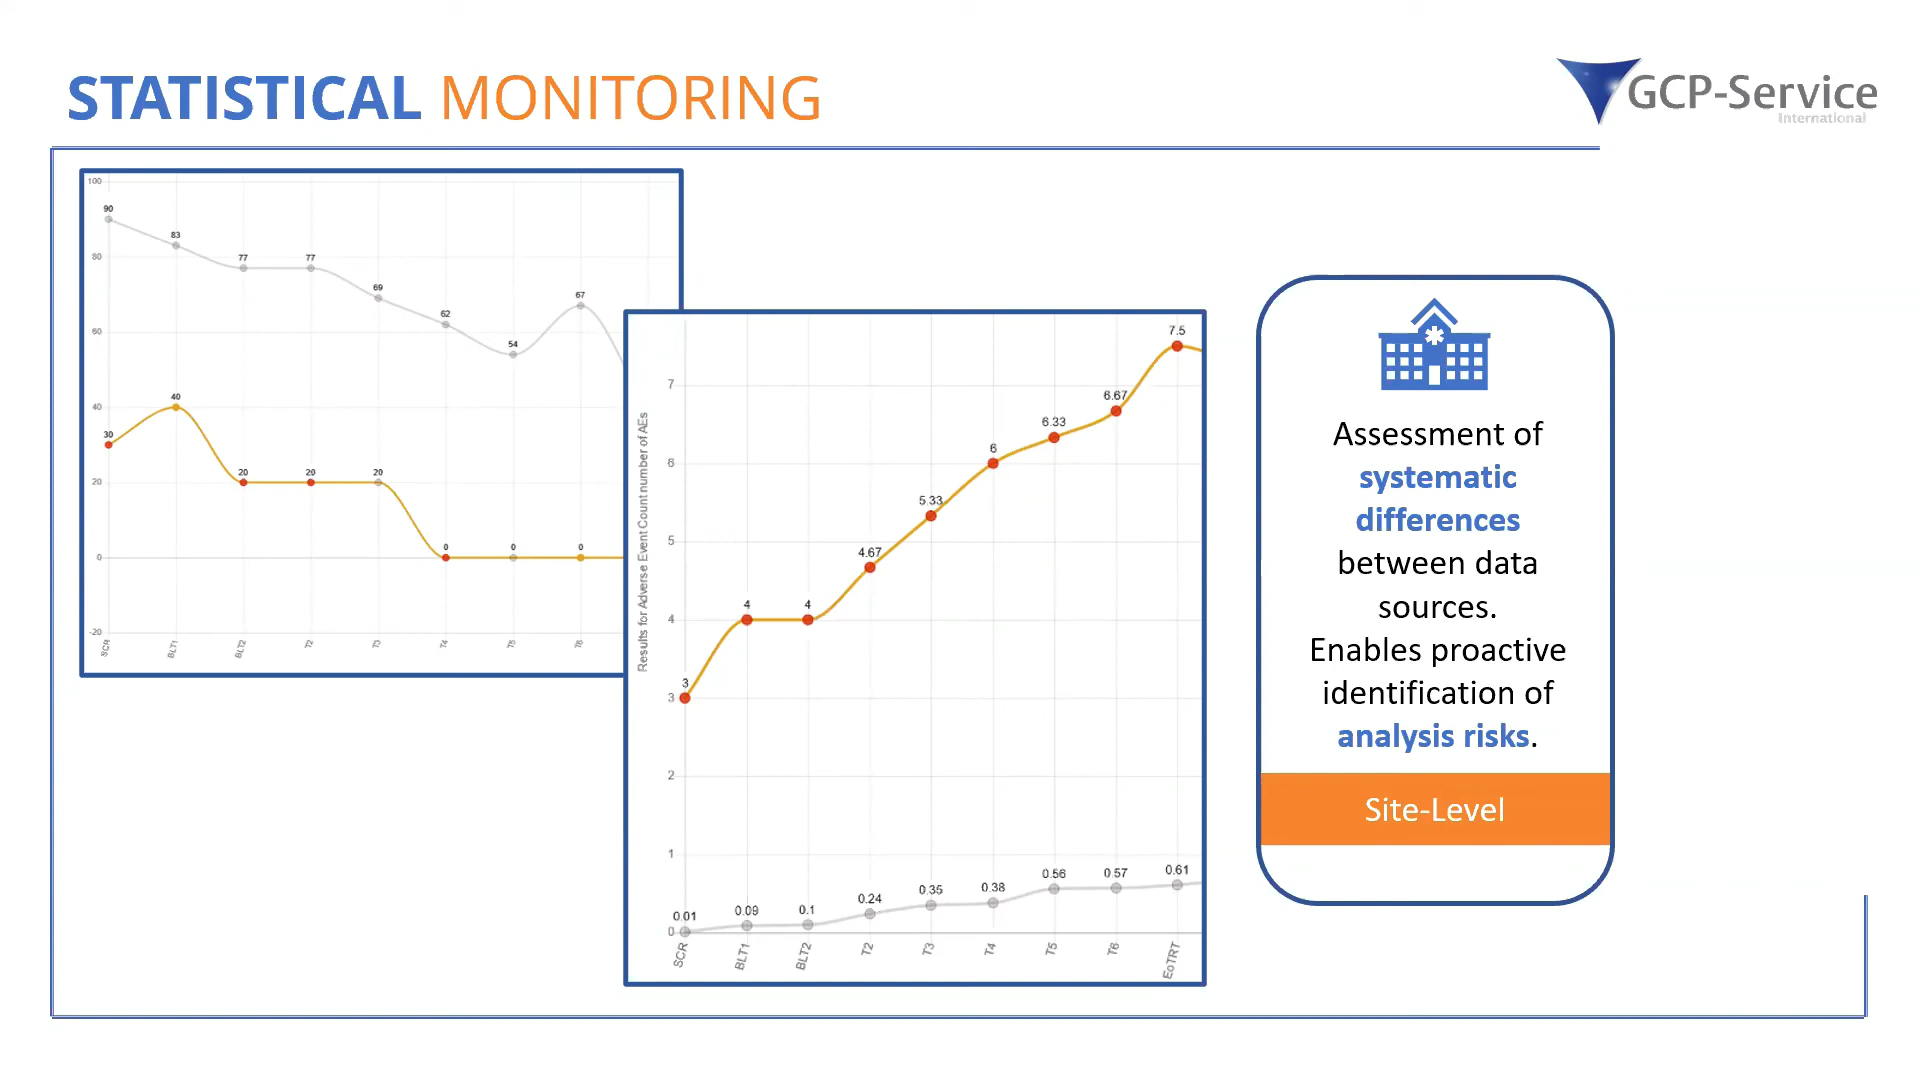 STATISTICAL MONITORING
GCP-Service
International
100
90
83
80
77
77
69
67
62
60
54
40
40
30
20
20
20
20
0
0
0
0
-20
SCR
BLT1
BLT2
T2
T3
T4
T5
T6
Results for Adverse Event Count number of AEs
7.5
7
6.67
6.33
6
6
5.33
5
4.67
4
4
4
3
3
2
1
0.61
0.57
0.56
0.38
0.35
0.24
0.1
0.09
0.01
0
SCR
BLT1
BLT2
T2
T3
T4
T5
T6
EoTRT
Assessment of
systematic
differences
between data
sources.
Enables proactive
identification of
analysis risks.
Site-Level